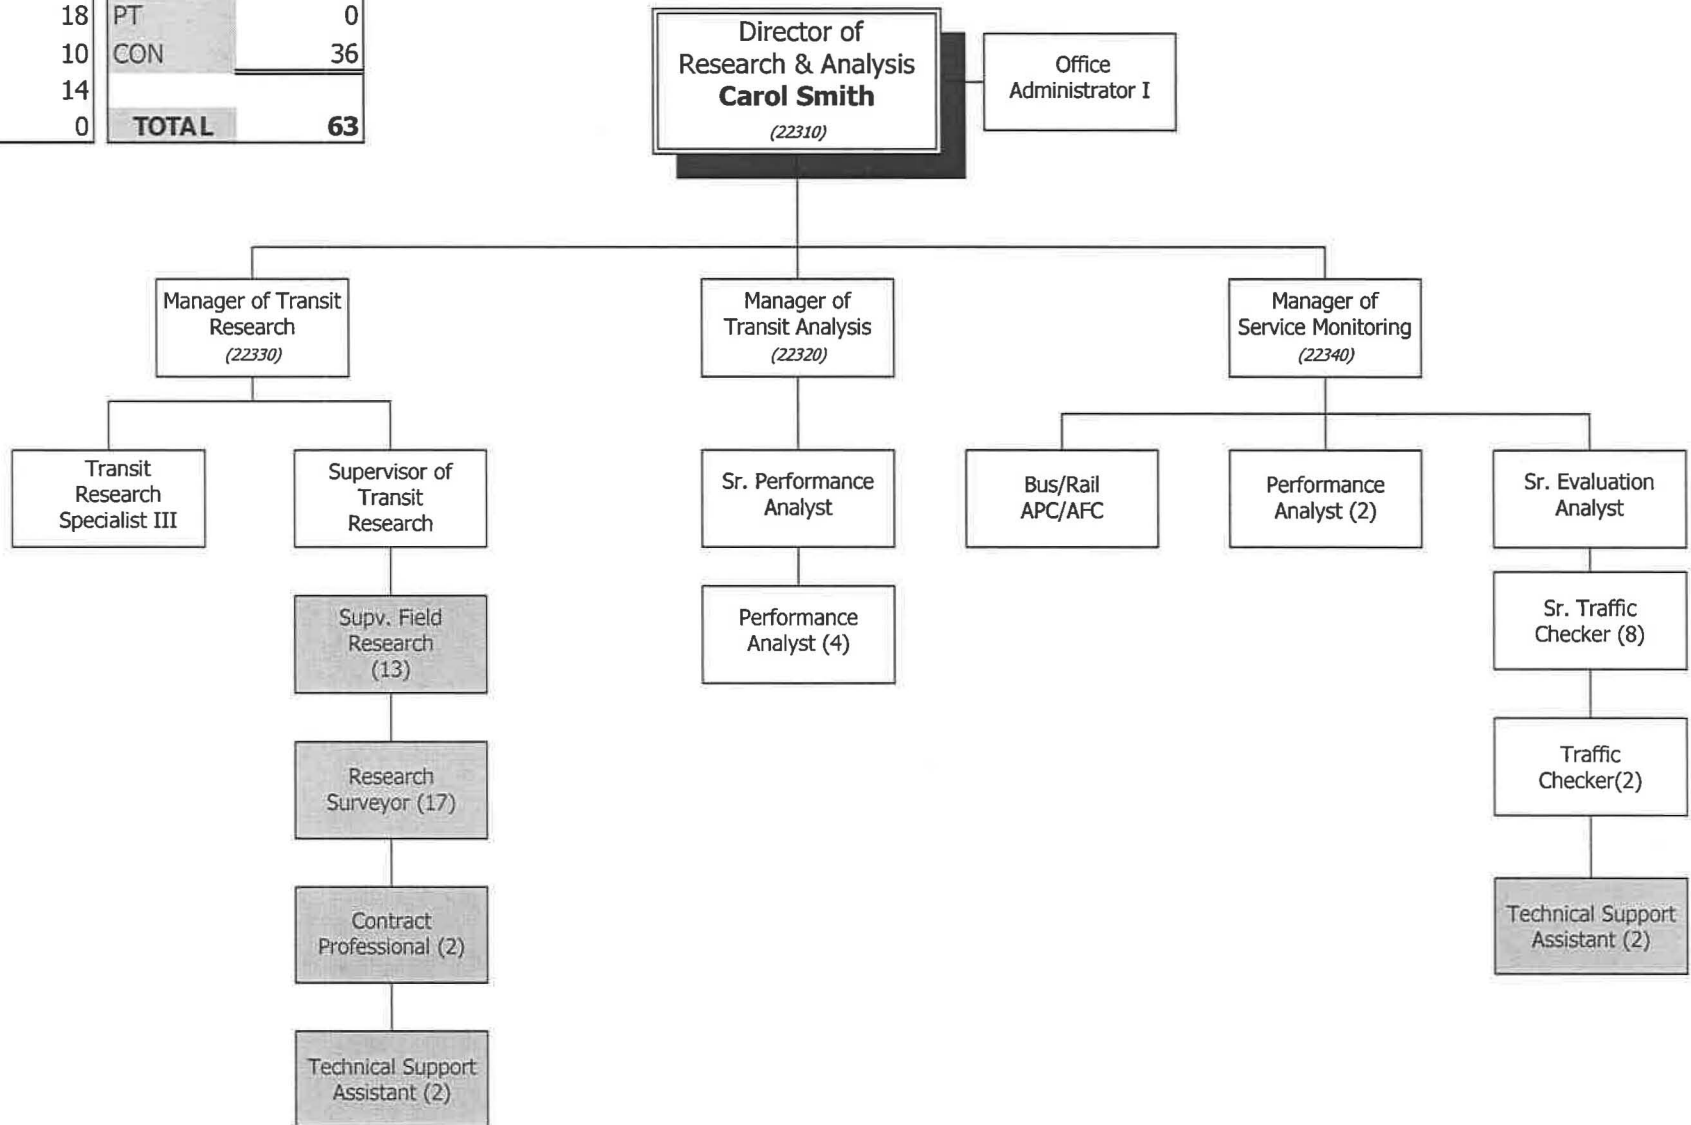 18 PT 0
10 CON 36
14
0 TOTAL 63
Director of
Research & Analysis
Carol Smith
(22310)
Office
Administrator I
Manager of Transit
Research
(22330)
Manager of
Transit Analysis
(22320)
Manager of
Service Monitoring
(22340)
Transit
Research
Specialist III
Supervisor of
Transit
Research
Sr. Performance
Analyst
Bus/Rail
APC/AFC
Performance
Analyst (2)
Sr. Evaluation
Analyst
Supv. Field
Research
(13)
Performance
Analyst (4)
Sr. Traffic
Checker (8)
Research
Surveyor (17)
Traffic
Checker(2)
Contract
Professional (2)
Technical Support
Assistant (2)
Technical Support
Assistant (2)